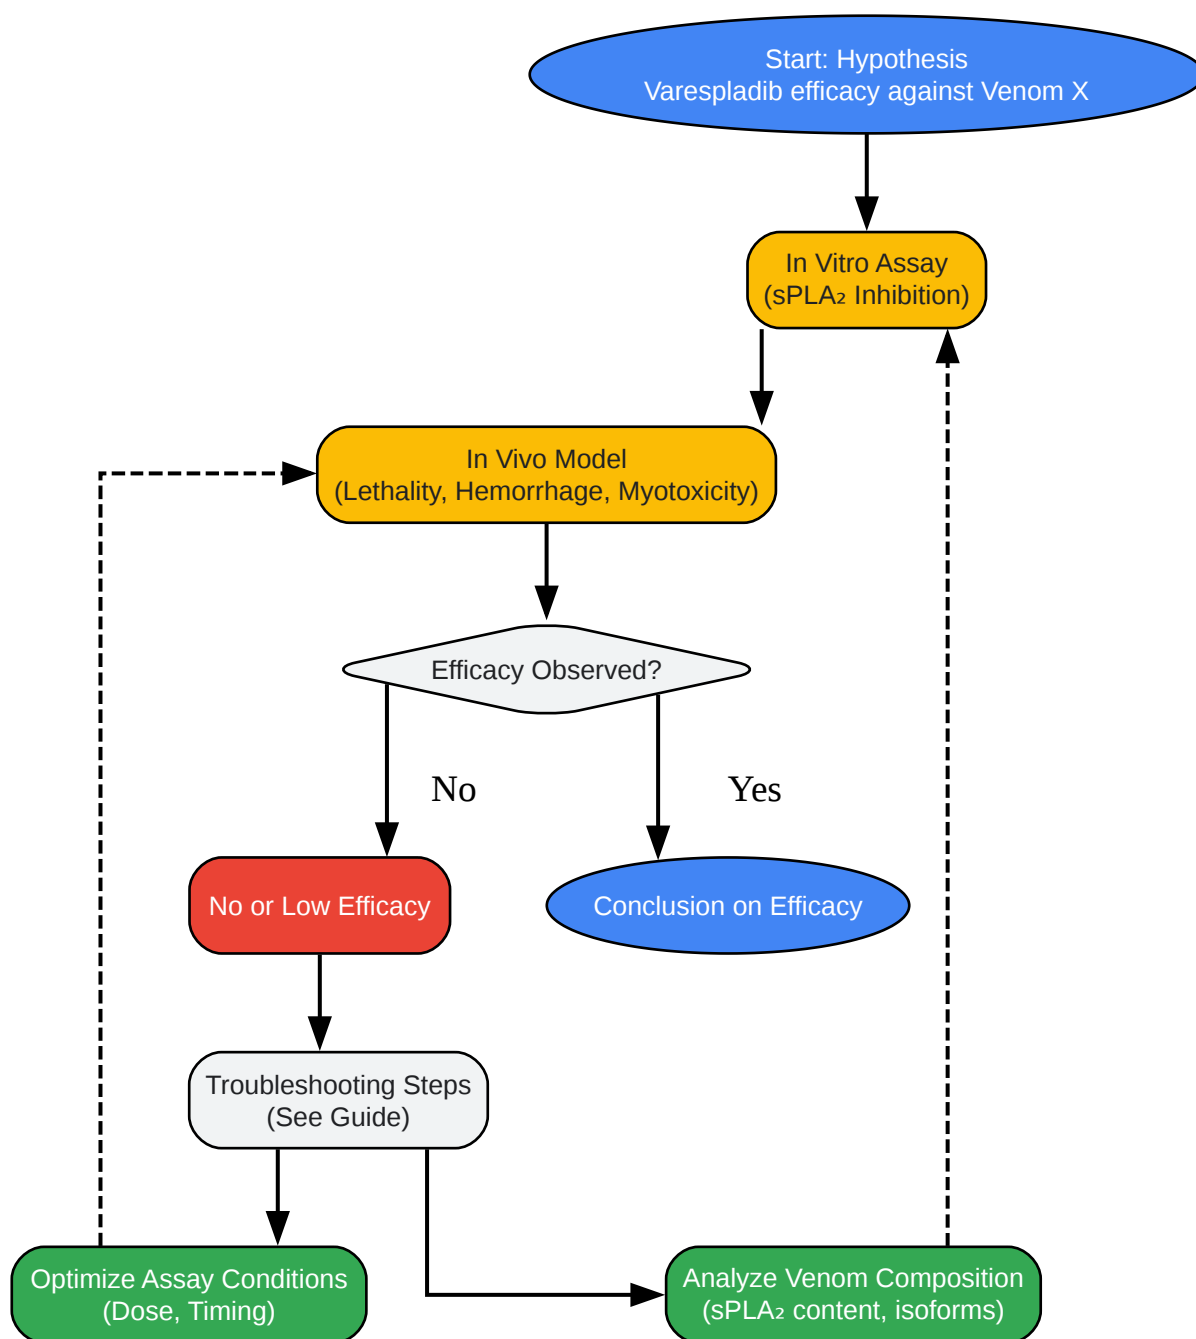 Start: Hypothesis
Varespladib efficacy against Venom X
In Vitro Assay
(sPLA₂ Inhibition)
In Vivo Model
(Lethality, Hemorrhage, Myotoxicity)
Efficacy Observed?
No
Yes
No or Low Efficacy
Conclusion on Efficacy
Troubleshooting Steps
(See Guide)
Optimize Assay Conditions
(Dose, Timing)
Analyze Venom Composition
(sPLA₂ content, isoforms)